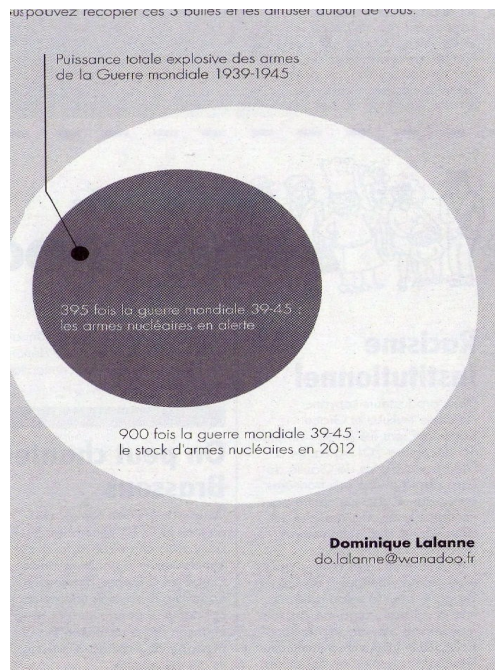 pouvez recopier ces 3 bulles et les diffuser autour de vous.
Puissance totale explosive des armes
de la Guerre mondiale 1939-1945
395 fois la guerre mondiale 39-45 :
les armes nucléaires en alerte
900 fois la guerre mondiale 39-45 :
le stock d'armes nucléaires en 2012
Racisme
institutionnel
Dominique Lalanne
do.lalanne@wanadoo.fr